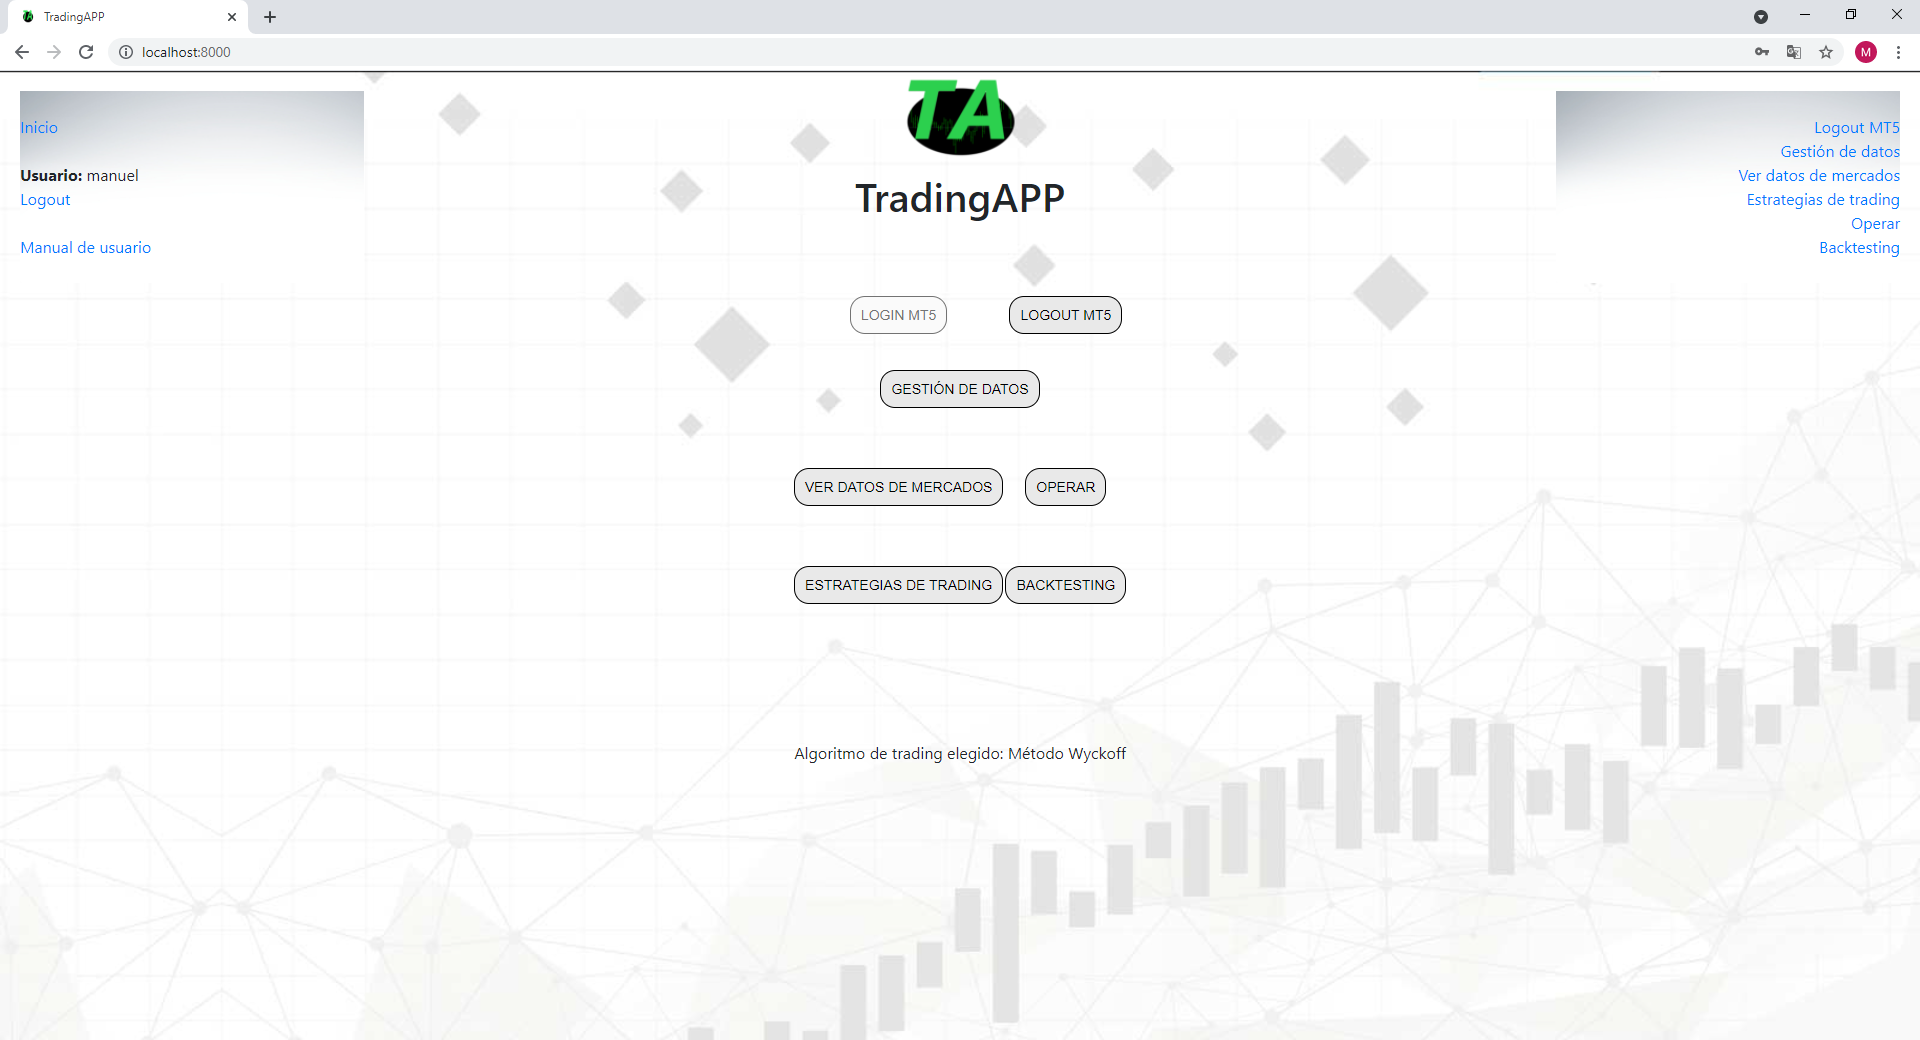 TradingAPP
localhost:8000
M
Inicio
Usuario: manuel
Logout
Manual de usuario
TA
TradingAPP
Logout MT5
Gestión de datos
Ver datos de mercados
Estrategias de trading
Operar
Backtesting
LOGIN MT5 LOGOUT MT5
GESTIÓN DE DATOS
VER DATOS DE MERCADOS OPERAR
ESTRATEGIAS DE TRADING BACKTESTING
Algoritmo de trading elegido: Método Wyckoff